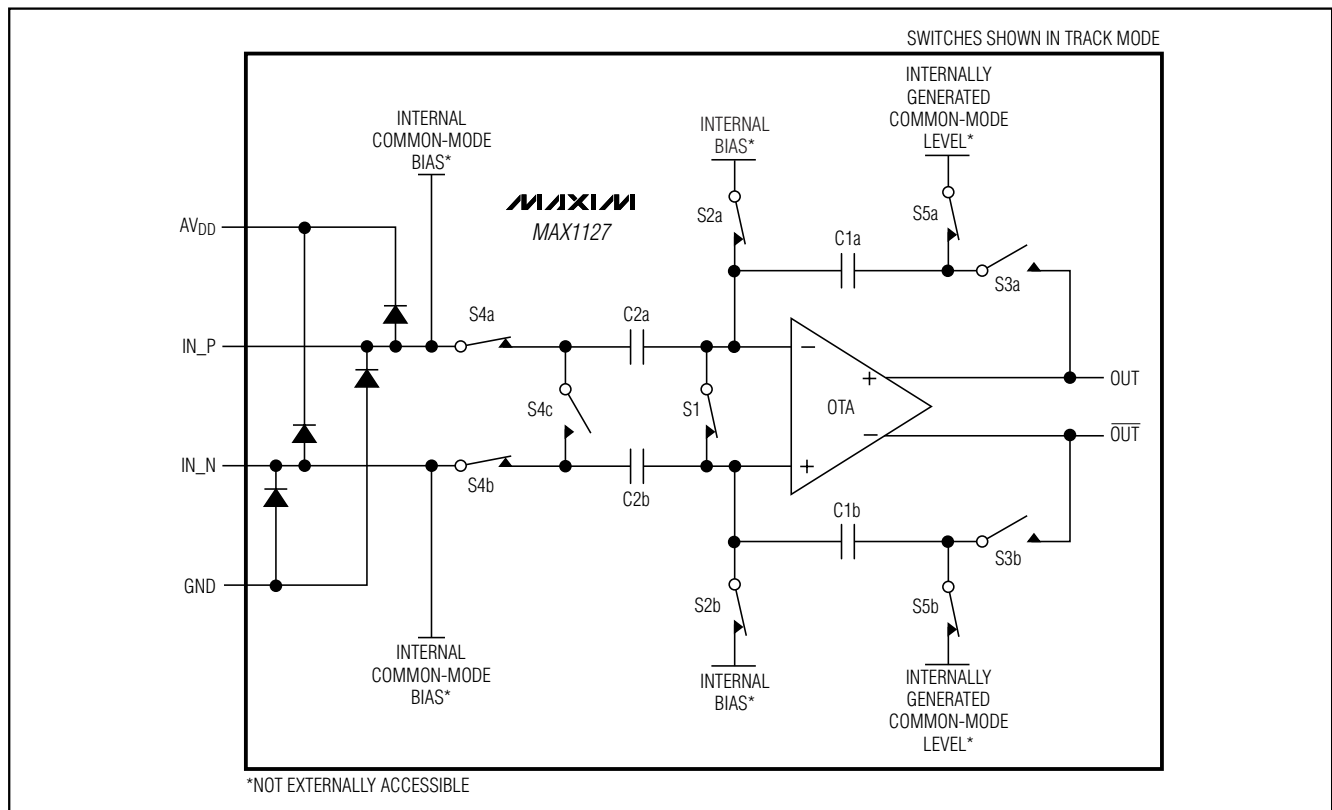 SWITCHES SHOWN IN TRACK MODE
INTERNALLY
GENERATED
COMMON-MODE
LEVEL*
INTERNAL
COMMON-MODE
BIAS*
INTERNAL
BIAS*
MAXIM
MAX1127
AVDD
S2a
S5a
C1a
S3a
S4a
C2a
IN_P
OUT
S4c
S1
OTA
−
+
+
−
OUT
IN_N
S4b
C2b
C1b
S3b
GND
S2b
S5b
INTERNAL
COMMON-MODE
BIAS*
INTERNAL
BIAS*
INTERNALLY
GENERATED
COMMON-MODE
LEVEL*
*NOT EXTERNALLY ACCESSIBLE